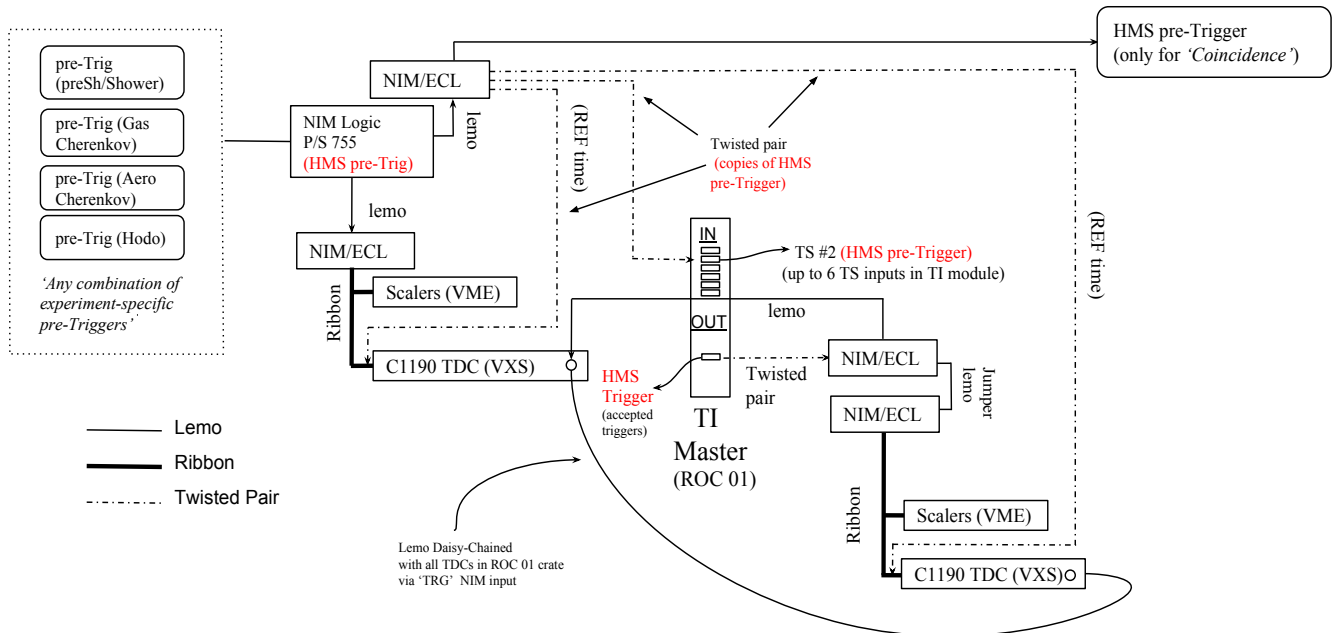 pre-Trig
(preSh/Shower)
pre-Trig (Gas
Cherenkov)
pre-Trig (Aero
Cherenkov)
pre-Trig (Hodo)
‘Any combination of
experiment-specific
pre-Triggers’
NIM Logic
P/S 755
(HMS pre-Trig)
lemo
NIM/ECL
lemo
NIM/ECL
Ribbon
Scalers (VME)
C1190 TDC (VXS)
(REF time)
Twisted pair
(copies of HMS
pre-Trigger)
HMS pre-Trigger
(only for ‘Coincidence’)
(REF time)
IN
TS #2 (HMS pre-Trigger)
(up to 6 TS inputs in TI module)
lemo
OUT
HMS
Trigger
(accepted
triggers)
Twisted
pair
TI
Master
(ROC 01)
NIM/ECL
Jumper
lemo
NIM/ECL
Ribbon
Scalers (VME)
C1190 TDC (VXS)
Lemo
Ribbon
Twisted Pair
Lemo Daisy-Chained
with all TDCs in ROC 01 crate
via ‘TRG’ NIM input